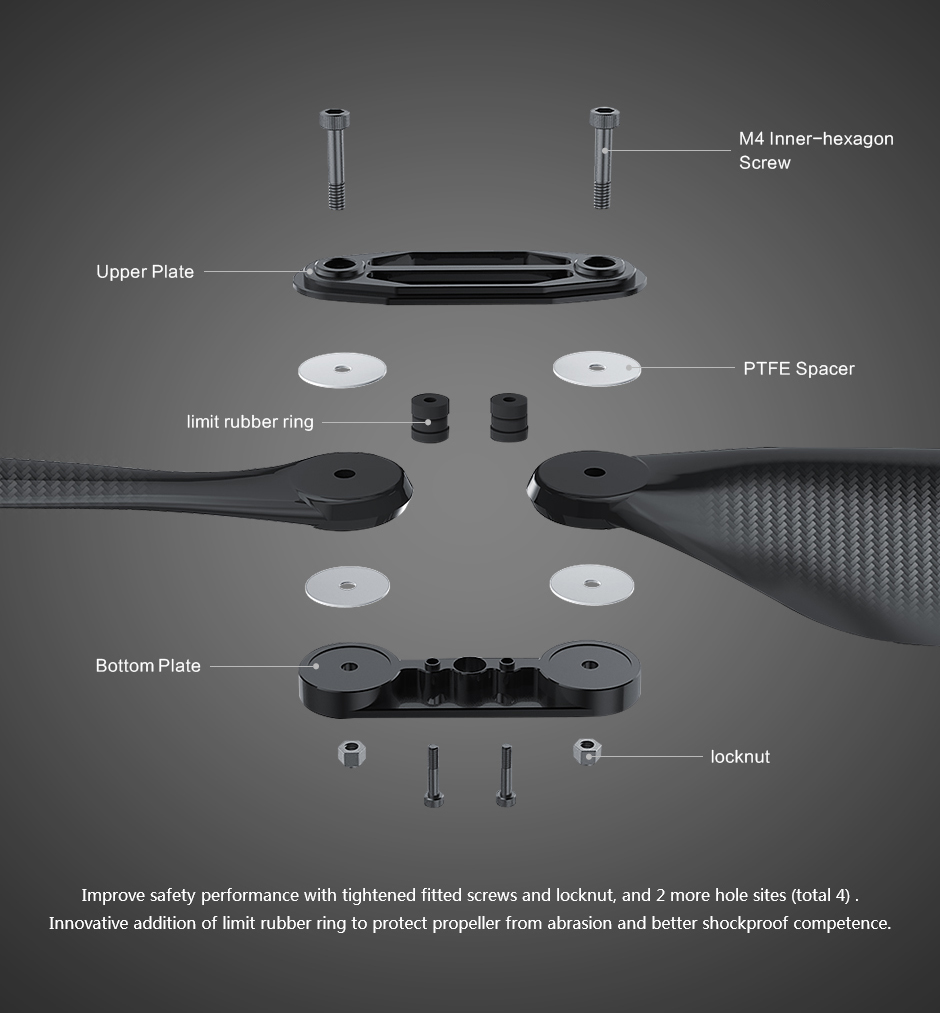 M4 Inner-hexagon
Screw
Upper Plate
PTFE Spacer
limit rubber ring
Bottom Plate
locknut
Improve safety performance with tightened fitted screws and locknut, and 2 more hole sites (total 4) .
Innovative addition of limit rubber ring to protect propeller from abrasion and better shockproof competence.